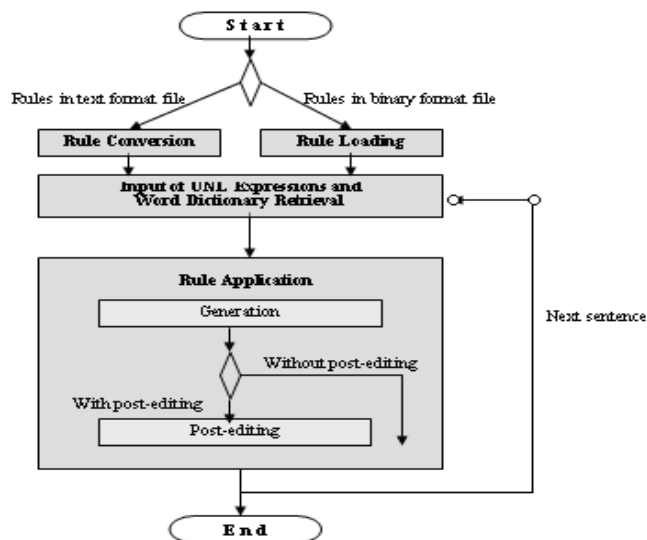 Start
Rules in text format file
Rules in binary format file
Rule Conversion
Rule Loading
Input of UNL Expressions and
Word Dictionary Retrieval
Rule Application
Generation
Next sentence
Without post-editing
With post-editing
Post-editing
End